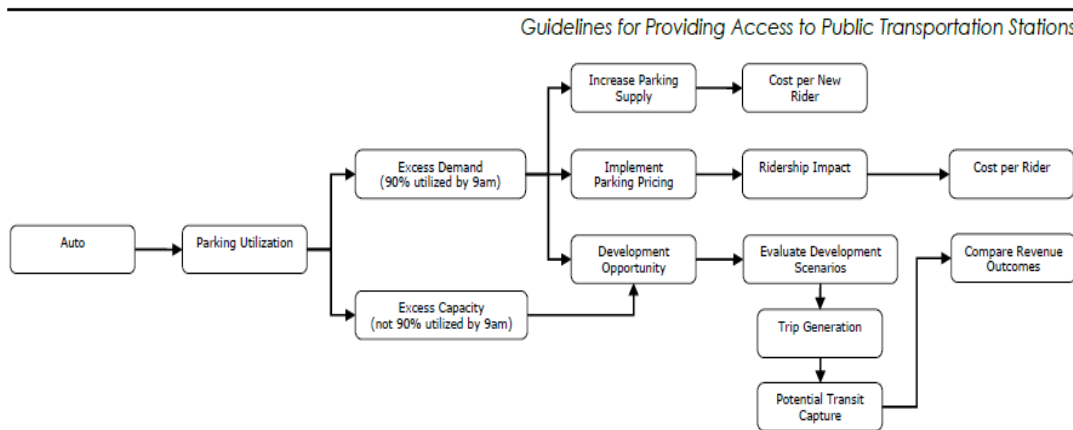 Guidelines for Providing Access to Public Transportation Stations
Increase Parking
Supply
Cost per New
Rider
Excess Demand
(90% utilized by 9am)
Implement
Parking Pricing
Ridership Impact
Cost per Rider
Auto
Parking Utilization
Development
Opportunity
Evaluate Development
Scenarios
Compare Revenue
Outcomes
Excess Capacity
(not 90% utilized by 9am)
Trip Generation
Potential Transit
Capture